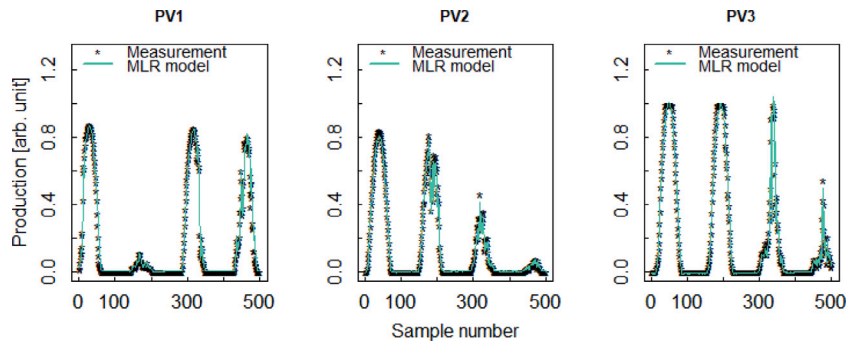 PV1
PV2
PV3
Production [arb. unit]
0.0 0.4 0.8 1.2
* Measurement
MLR model
0 100 300 500
0.0 0.4 0.8 1.2
* Measurement
MLR model
0 100 300 500
0.0 0.4 0.8 1.2
* Measurement
MLR model
0 100 300 500
Sample number